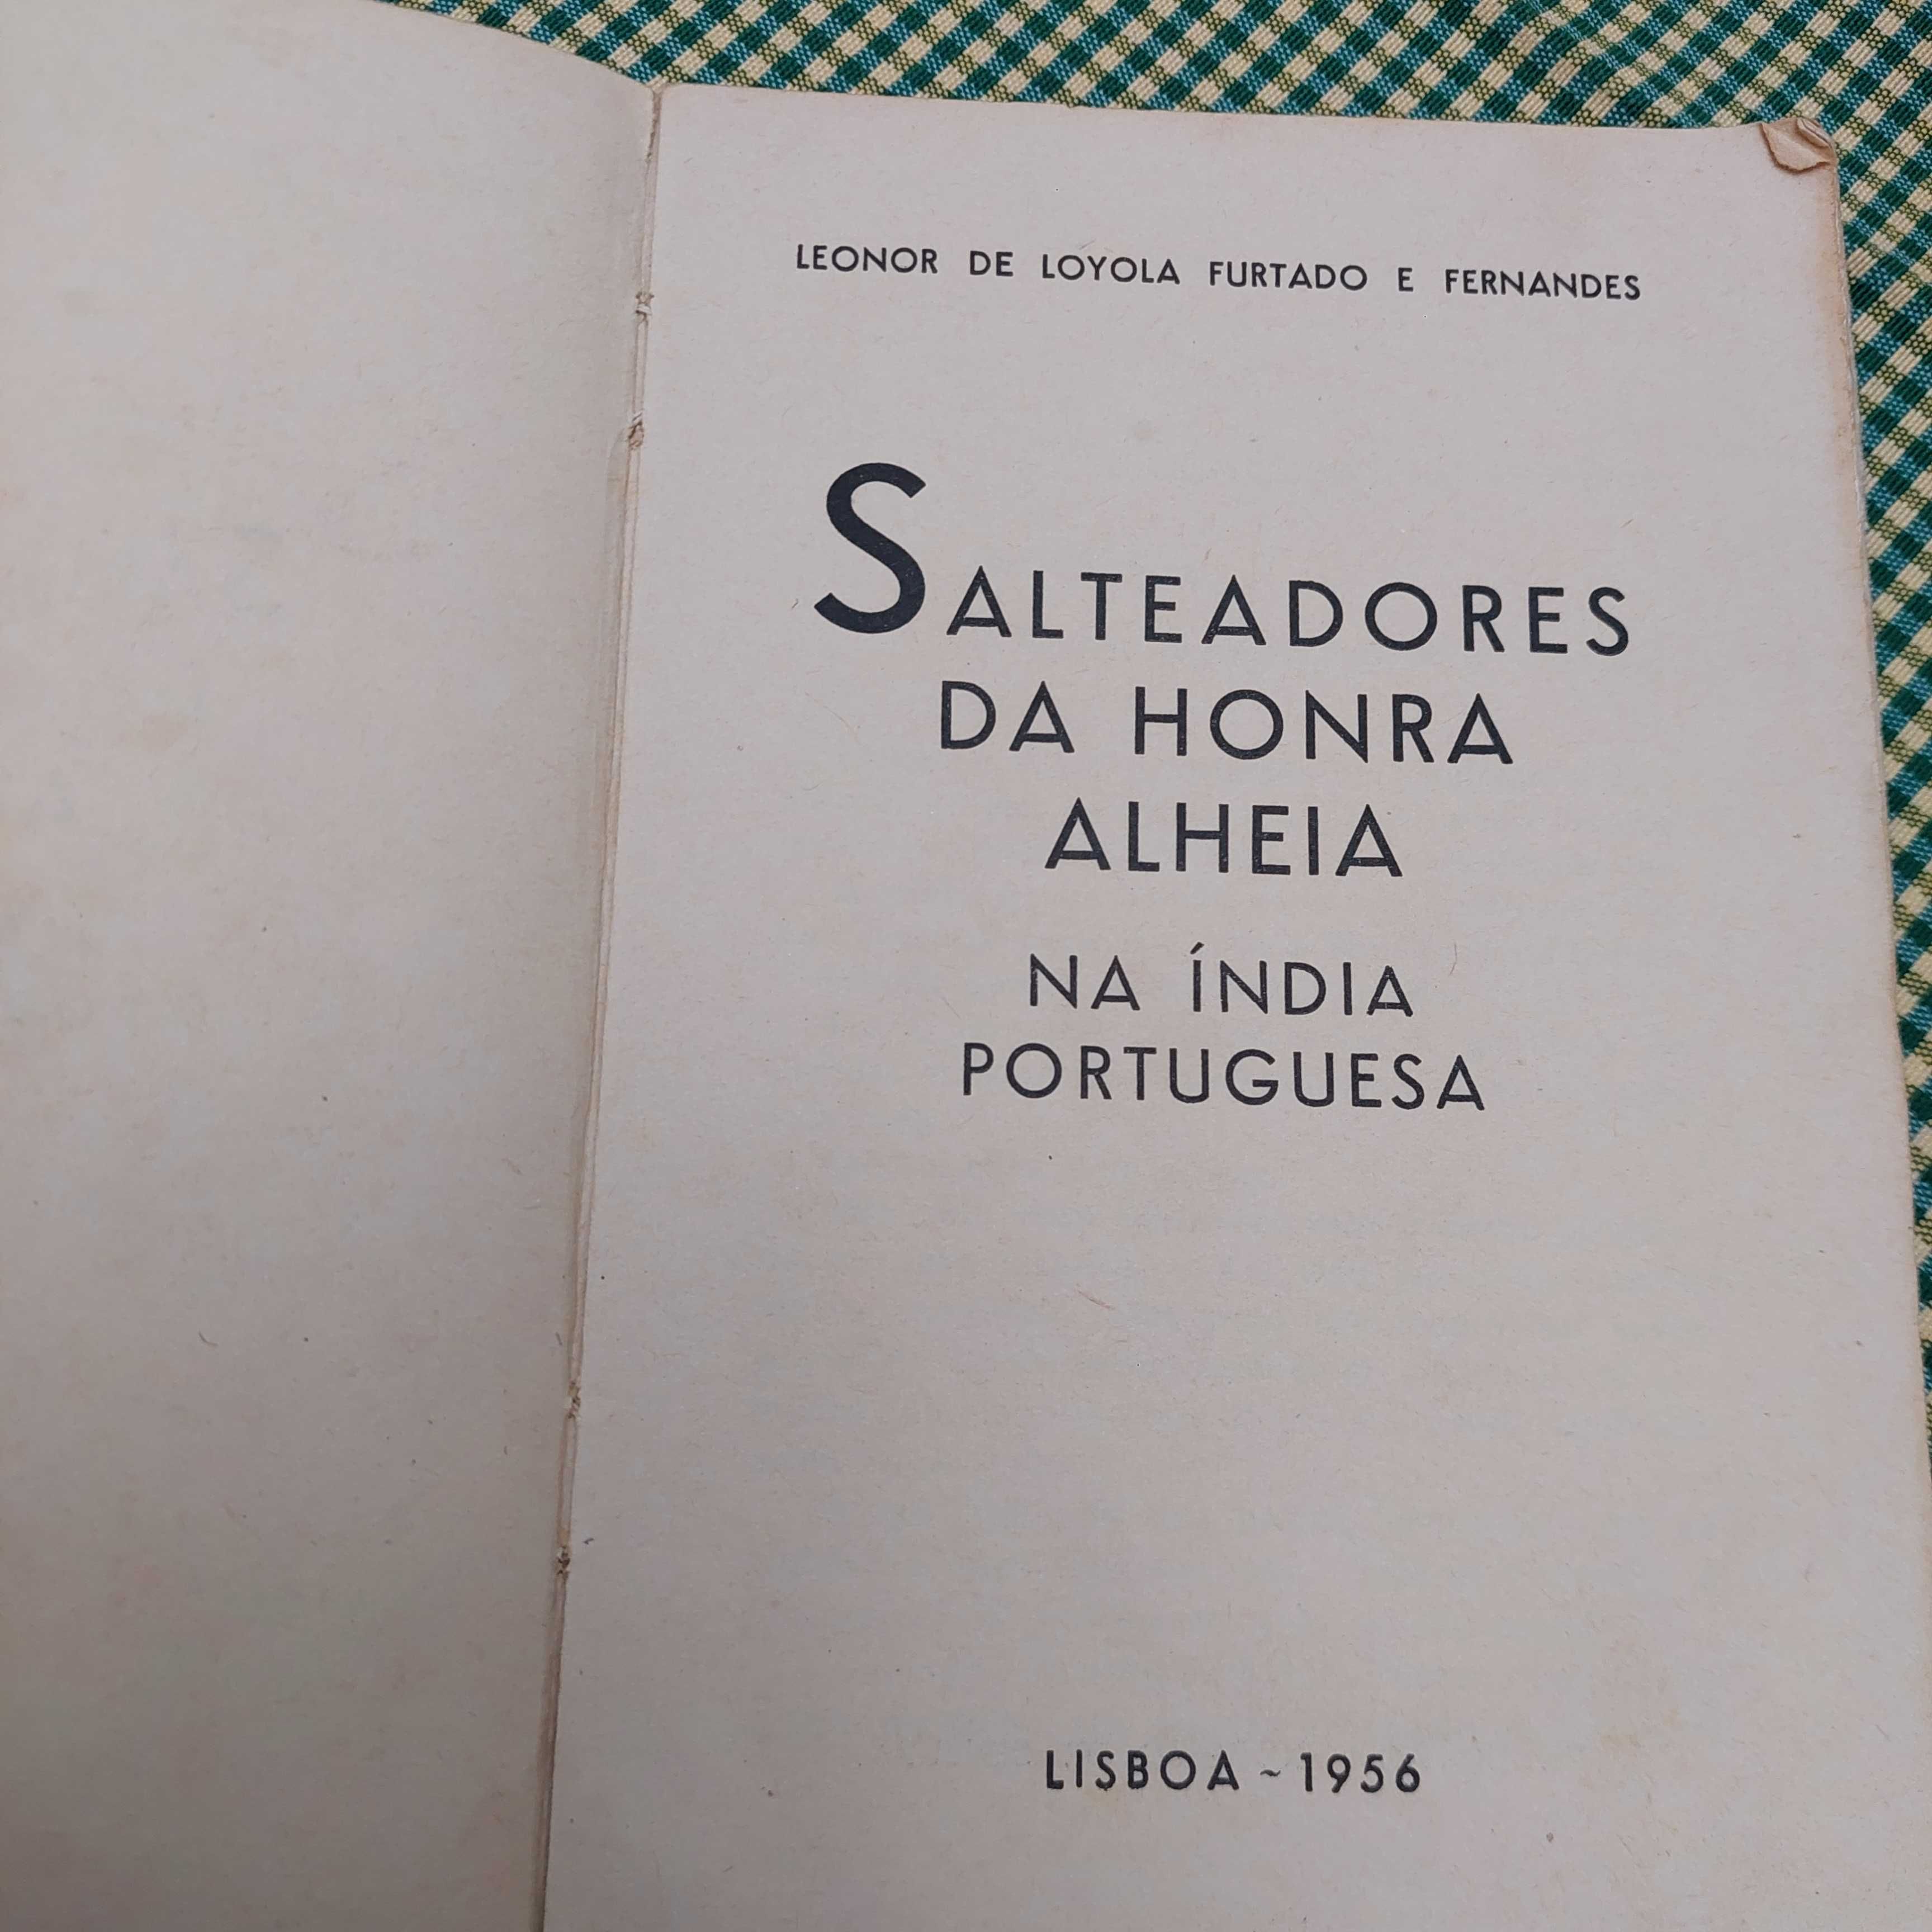 LEONOR DE LOYOLA FURTADO E FERNANDES
SALTEADORES
DA HONRA
ALHEIA
NA ÍNDIA
PORTUGUESA
LISBOA ~ 1956